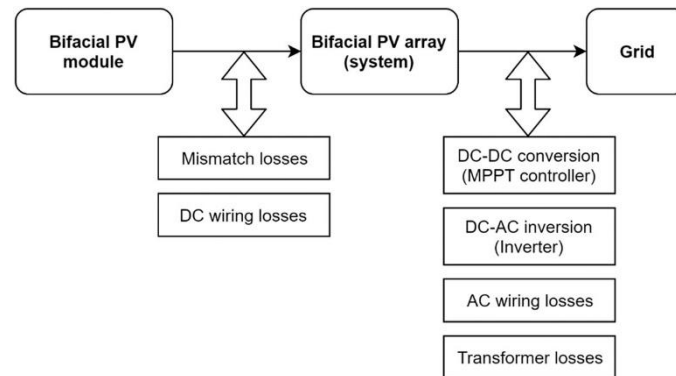 Bifacial PV
module
Bifacial PV array
(system)
Grid
Mismatch losses
DC wiring losses
DC-DC conversion
(MPPT controller)
DC-AC inversion
(Inverter)
AC wiring losses
Transformer losses